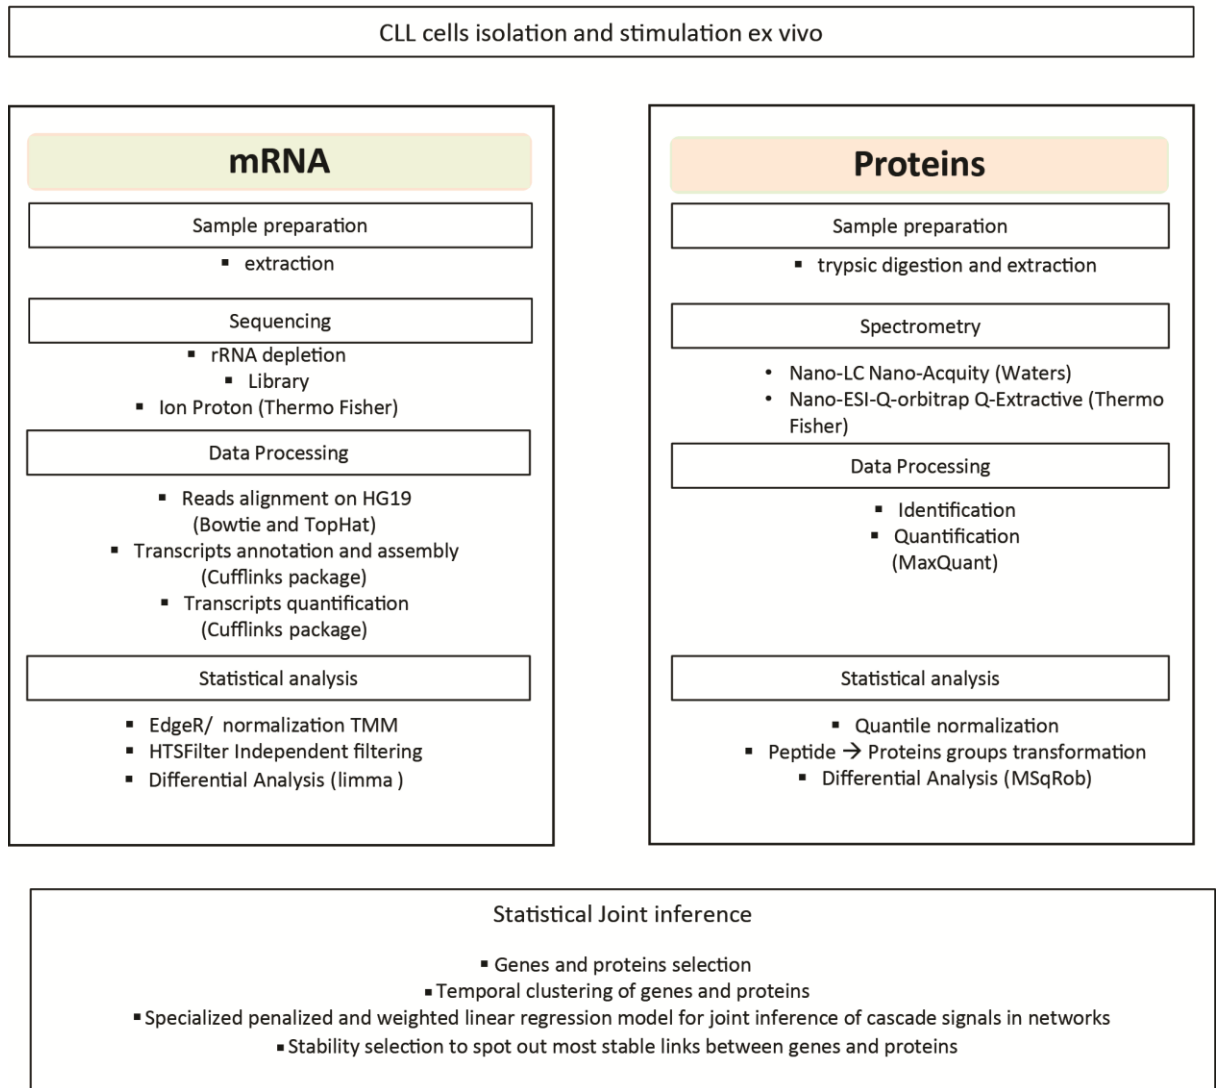 CLL cells isolation and stimulation ex vivo
mRNA
Sample preparation
▪ extraction
Sequencing
▪ rRNA depletion
▪ Library
▪ Ion Proton (Thermo Fisher)
Data Processing
▪ Reads alignment on HG19
(Bowtie and TopHat)
▪ Transcripts annotation and assembly
(Cufflinks package)
▪ Transcripts quantification
(Cufflinks package)
Statistical analysis
▪ EdgeR/ normalization TMM
▪ HTSFilter Independent filtering
▪ Differential Analysis (limma )
Proteins
Sample preparation
▪ trypsic digestion and extraction
Spectrometry
• Nano-LC Nano-Acquity (Waters)
• Nano-ESI-Q-orbitrap Q-Extractive (Thermo
Fisher)
Data Processing
▪ Identification
▪ Quantification
(MaxQuant)
Statistical analysis
▪ Quantile normalization
▪ Peptide → Proteins groups transformation
▪ Differential Analysis (MSqRob)
Statistical Joint inference
▪ Genes and proteins selection
▪ Temporal clustering of genes and proteins
▪ Specialized penalized and weighted linear regression model for joint inference of cascade signals in networks
▪ Stability selection to spot out most stable links between genes and proteins